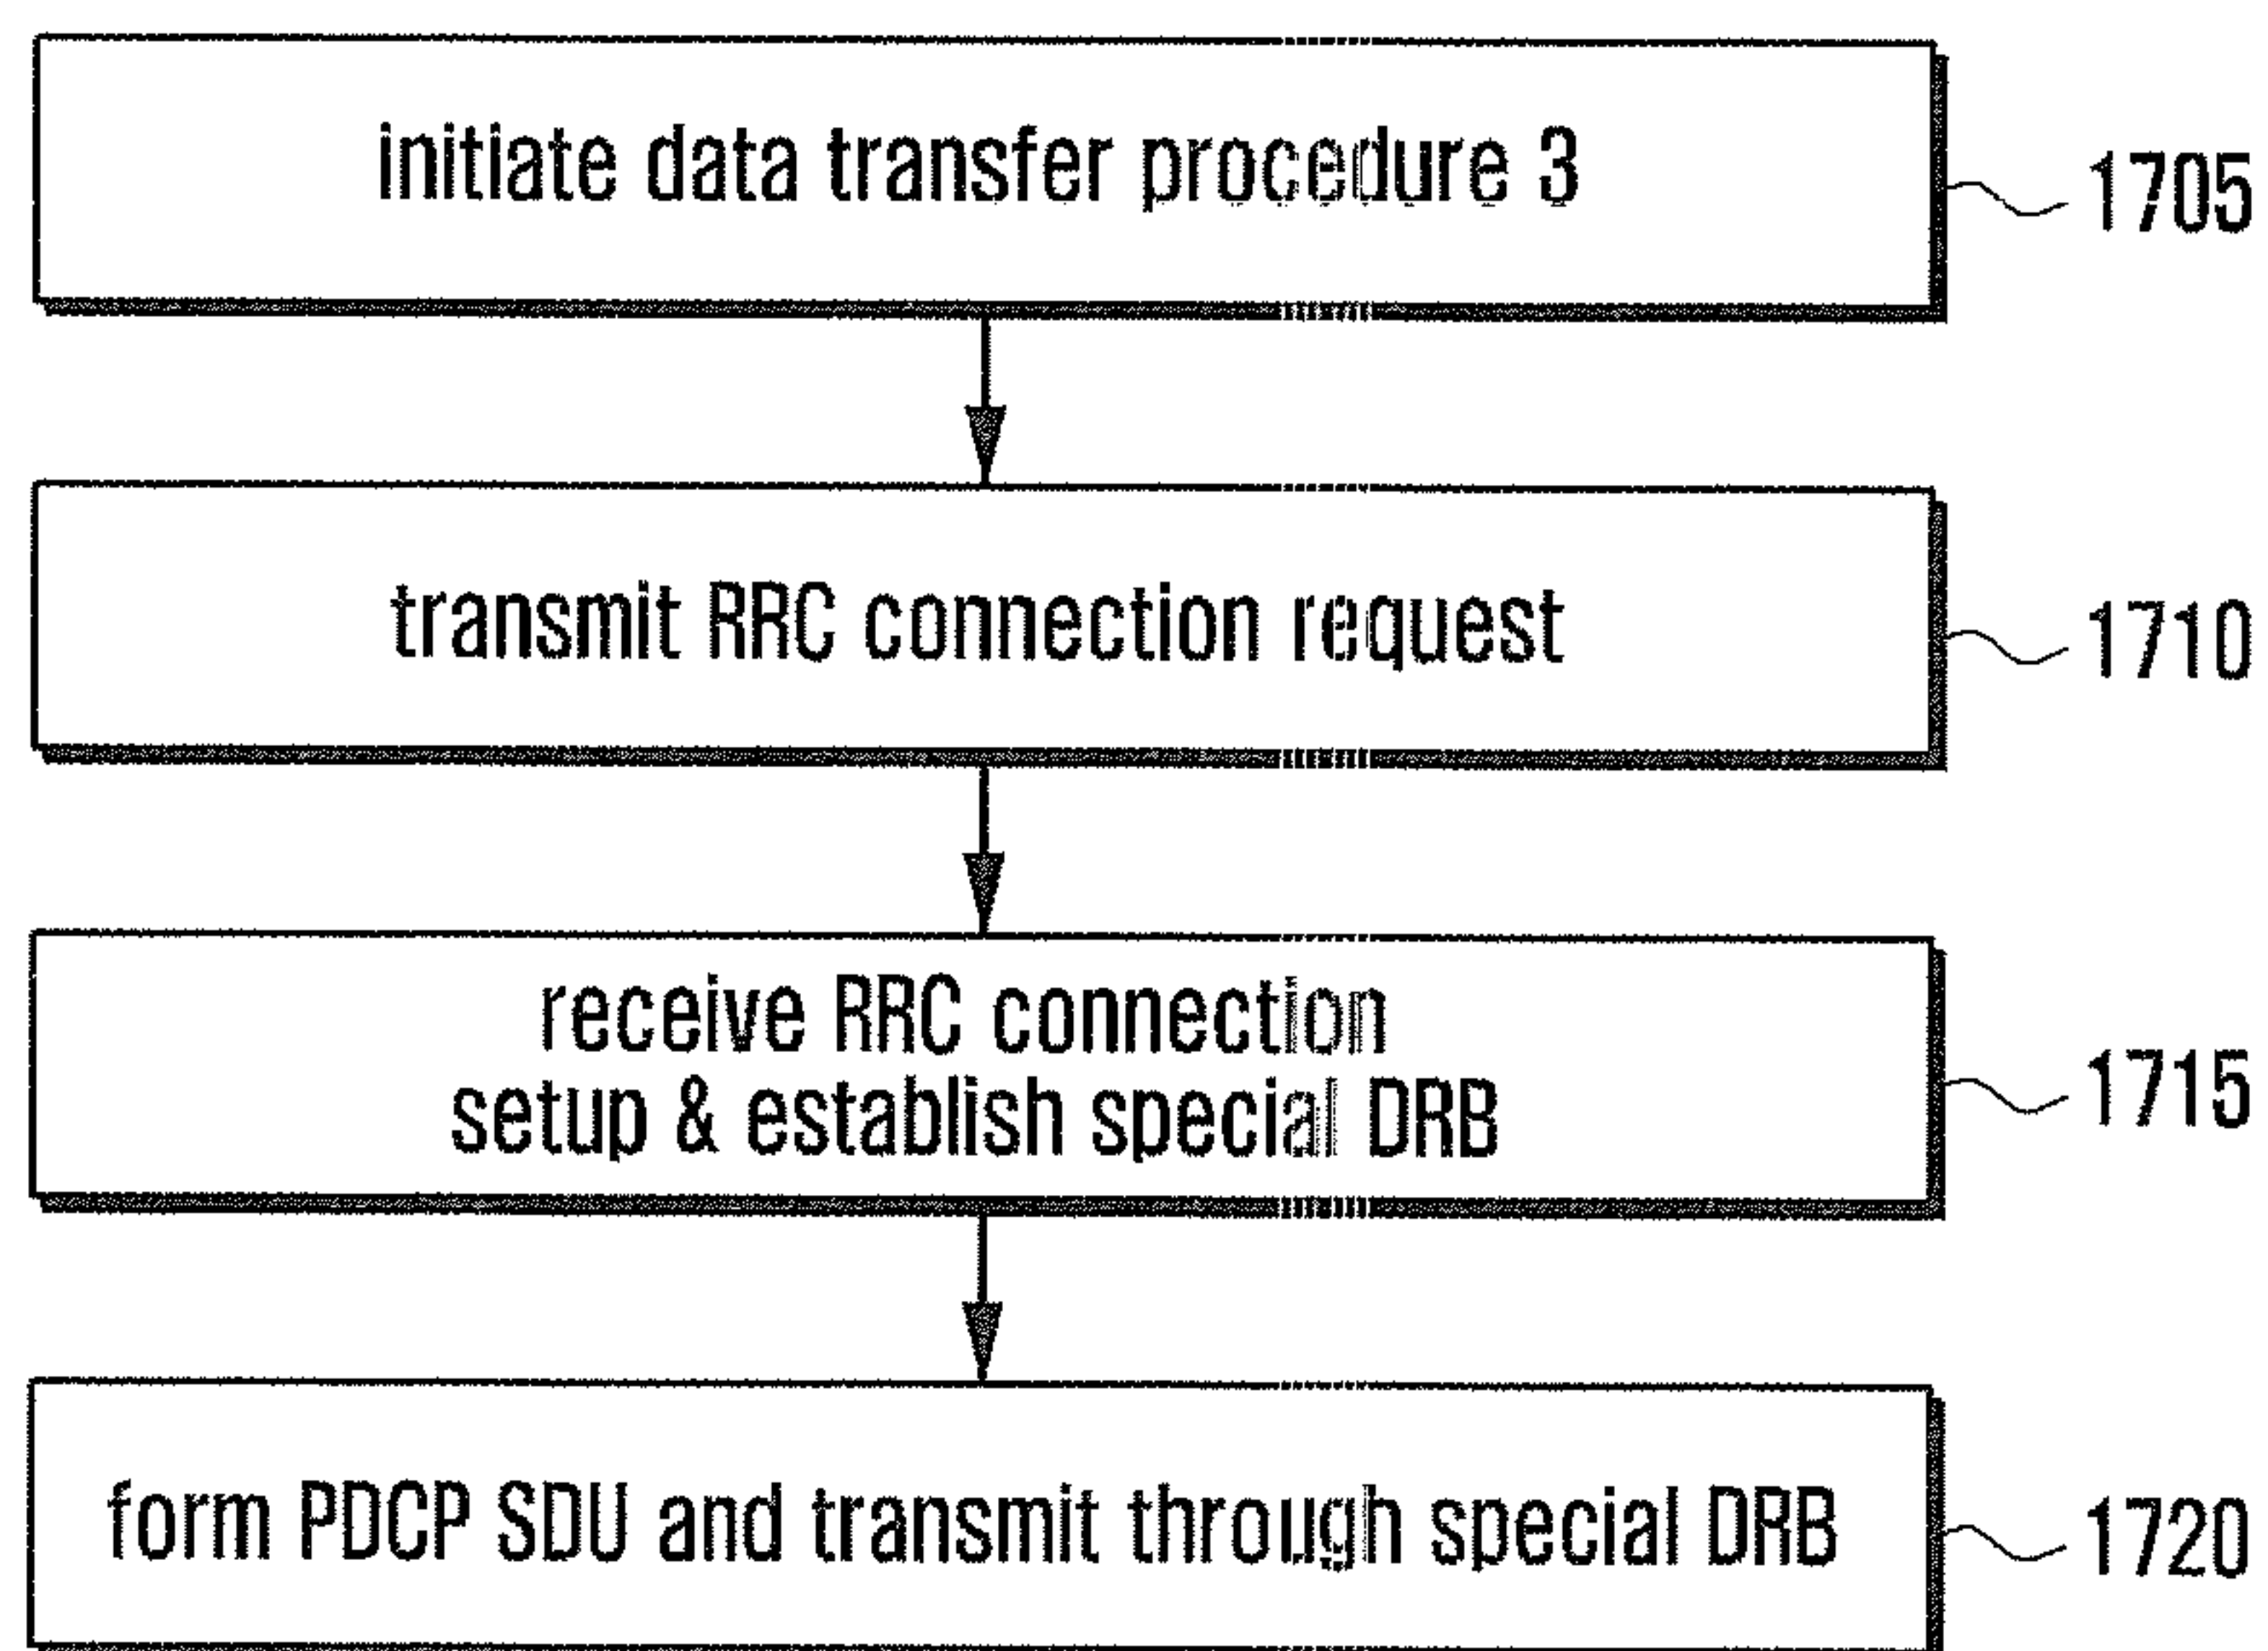 initiate data transfer procedure 3
1705
transmit RRC connection request
1710
receive RRC connection
setup & establish special DRB
1715
form PDCP SDU and transmit through special DRB
1720